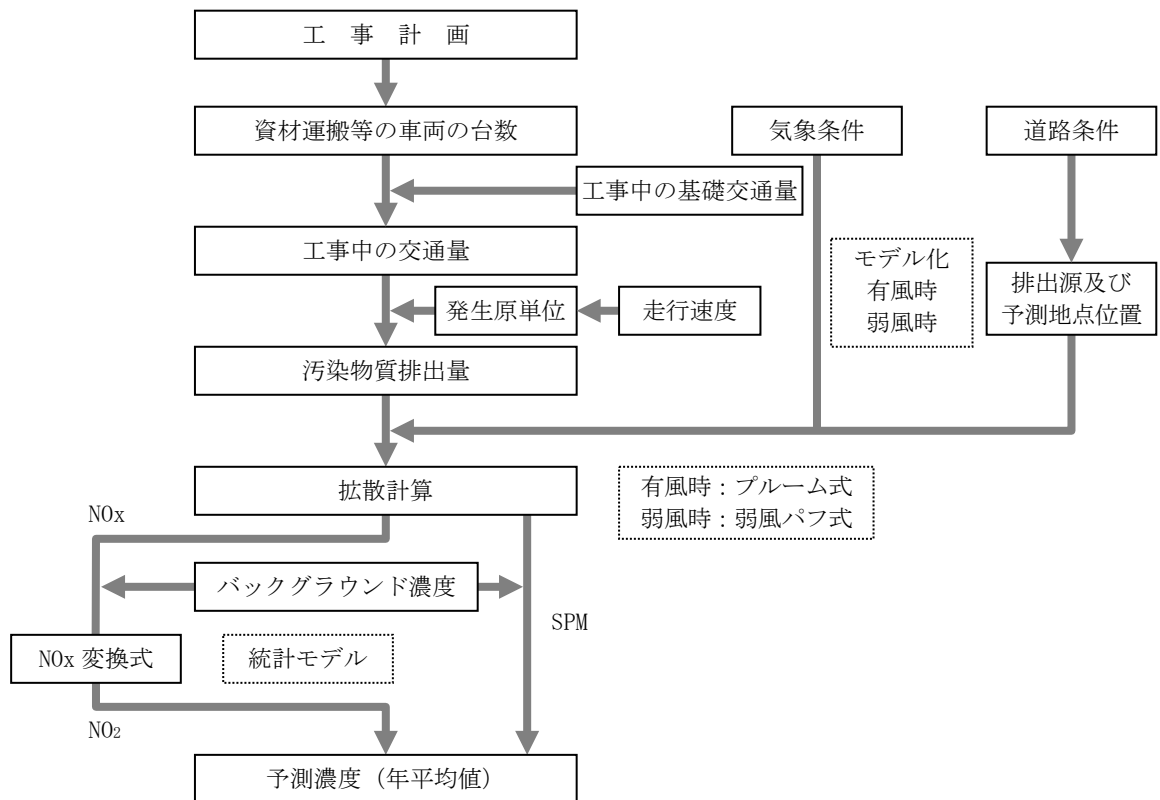 工 事 計 画
資材運搬等の車両の台数
気象条件
道路条件
工事中の基礎交通量
工事中の交通量
モデル化
有風時
弱風時
排出源及び
予測地点位置
発生原単位
走行速度
汚染物質排出量
拡散計算
有風時：プルーム式
弱風時：弱風パフ式
NOx
バックグラウンド濃度
SPM
NOx 変換式
統計モデル
NO₂
予測濃度（年平均値）